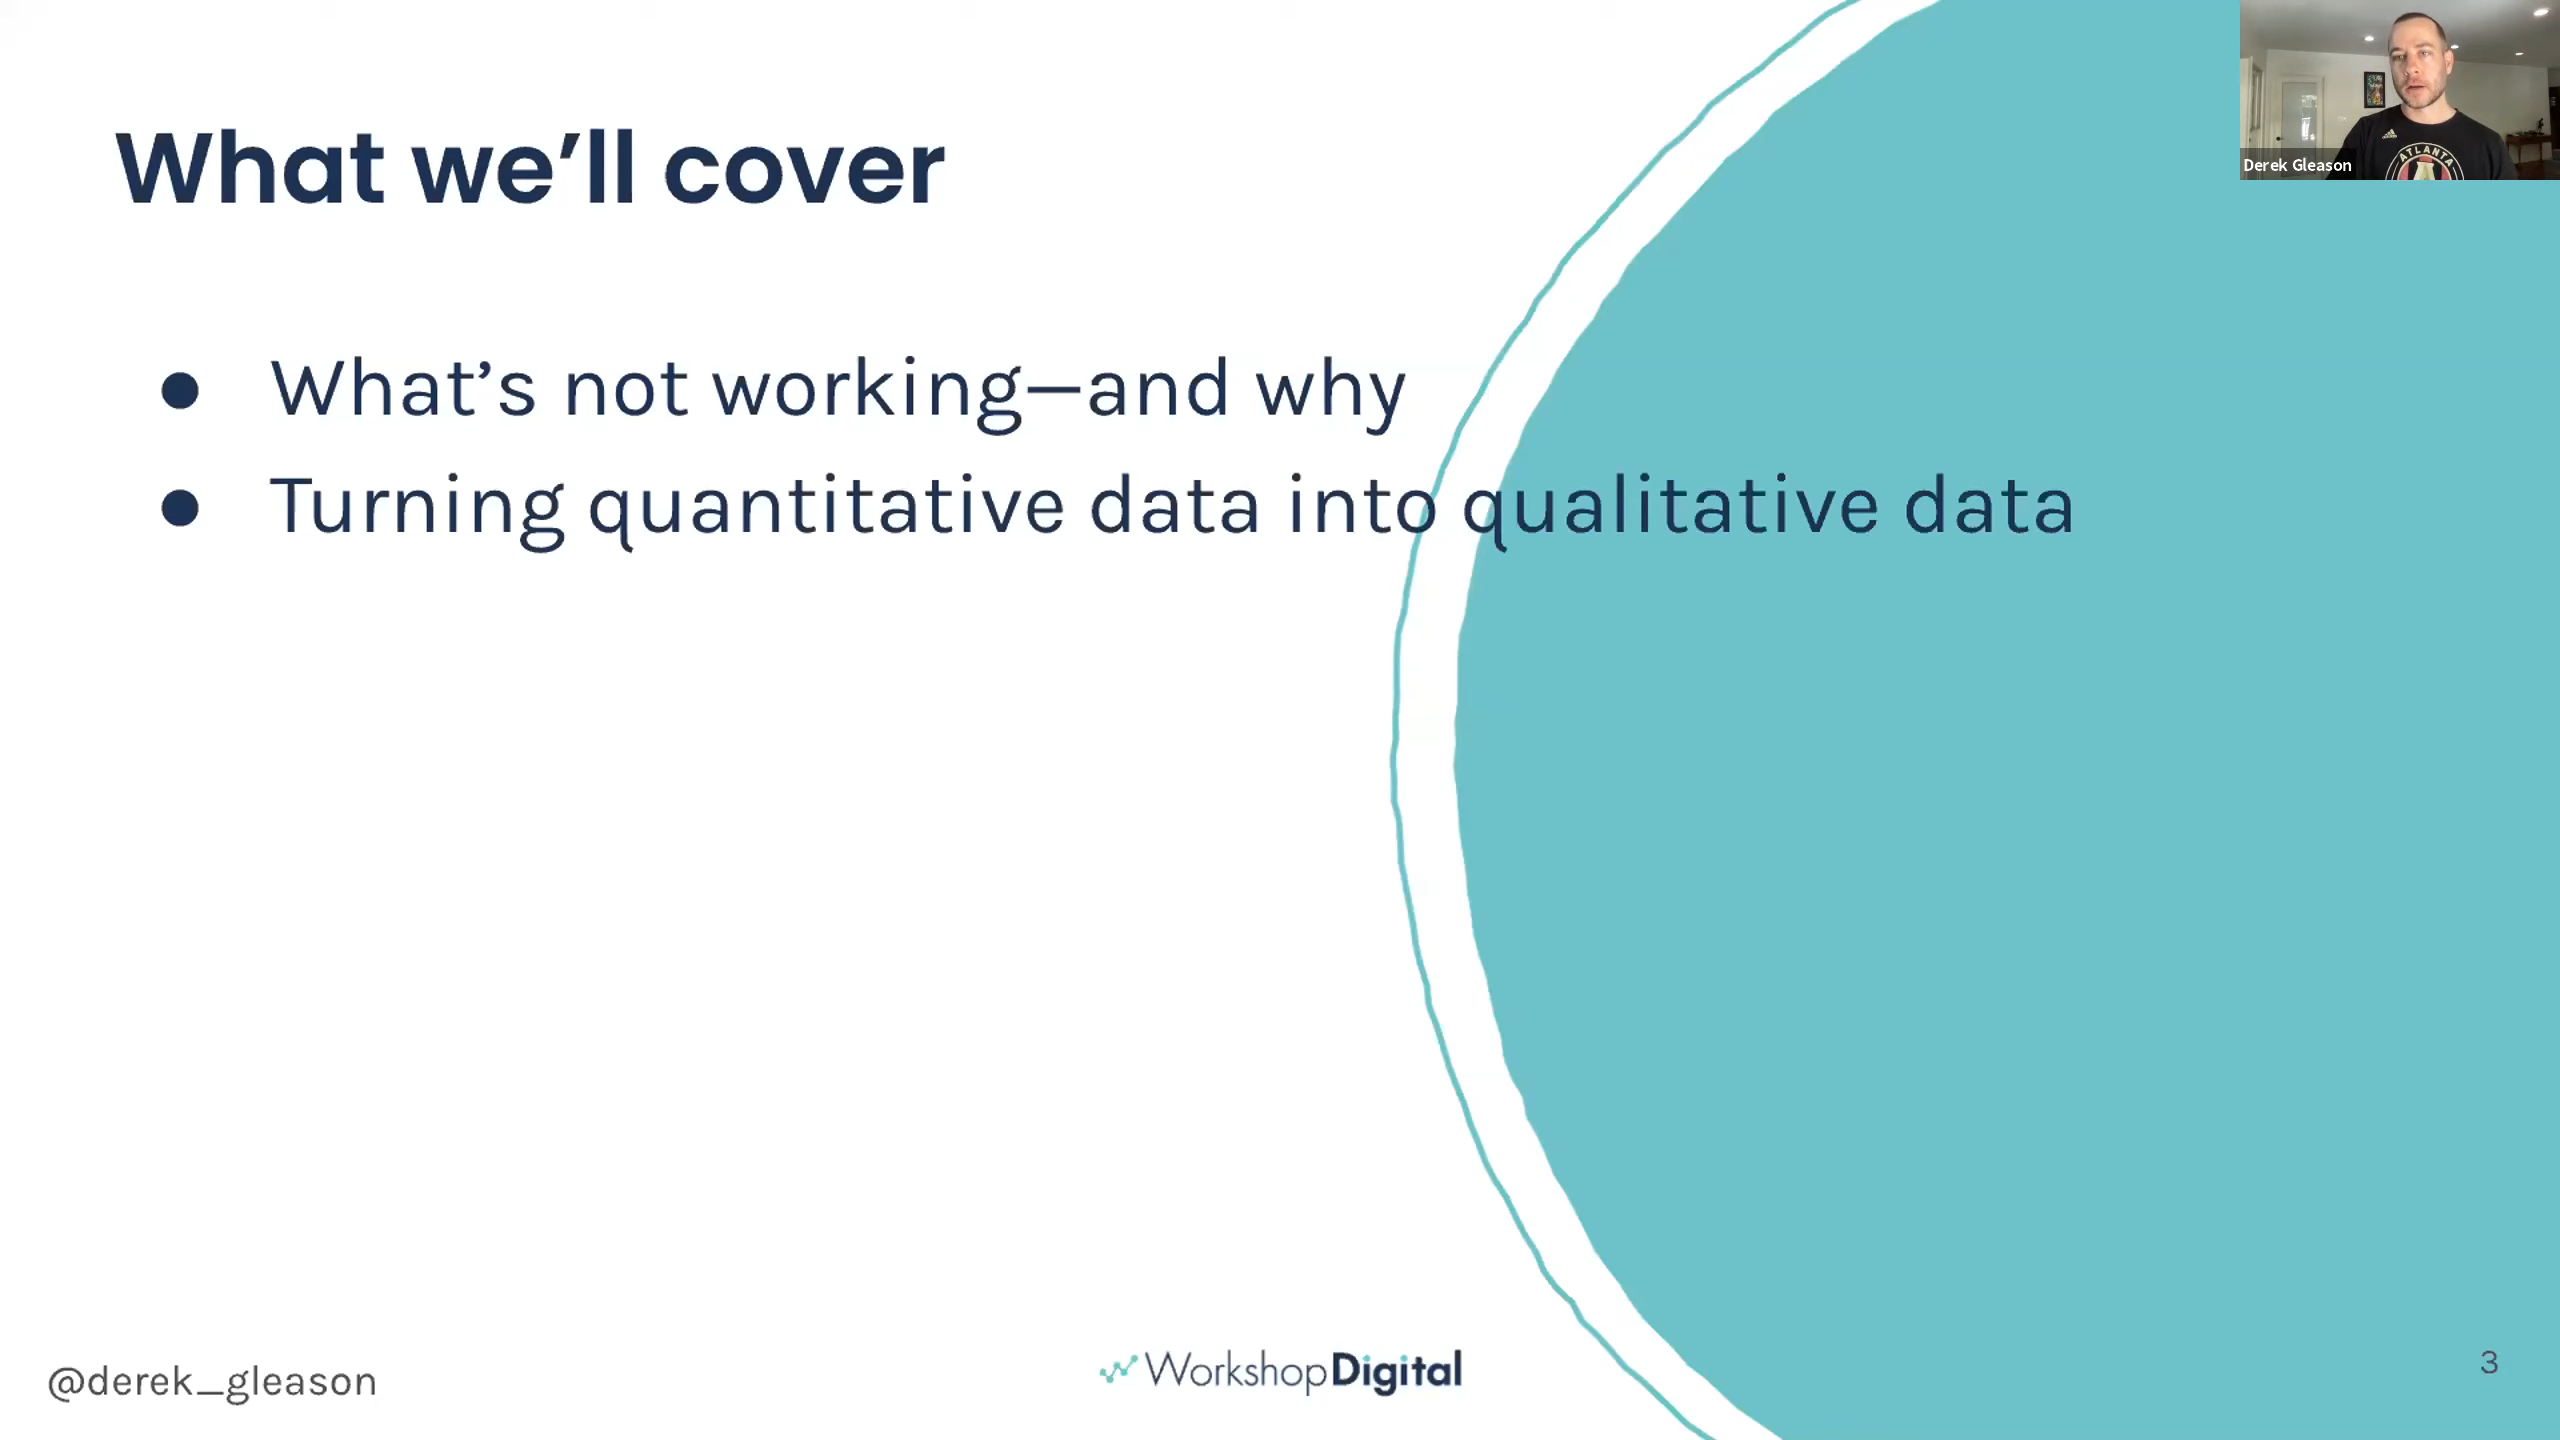 What we’ll cover
● What’s not working—and why
● Turning quantitative data into qualitative data
Derek Gleason
ATLANTA
@derek_gleason
WorkshopDigital
3